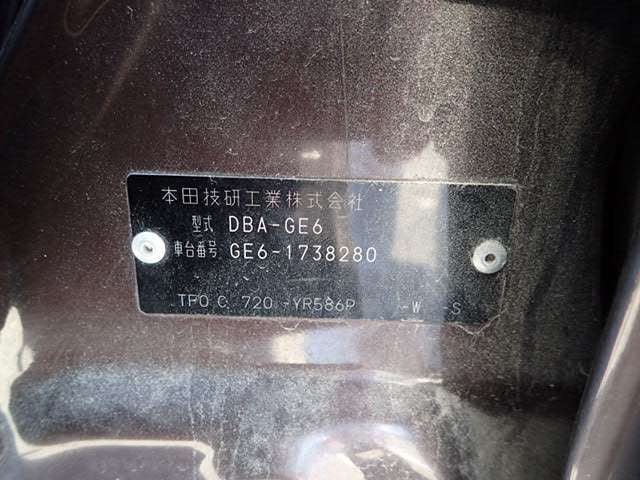 本田技研工業株式会社
型式 DBA-GE6
車台番号 GE6-1738280
TF0 C 720 -YR586P -W S